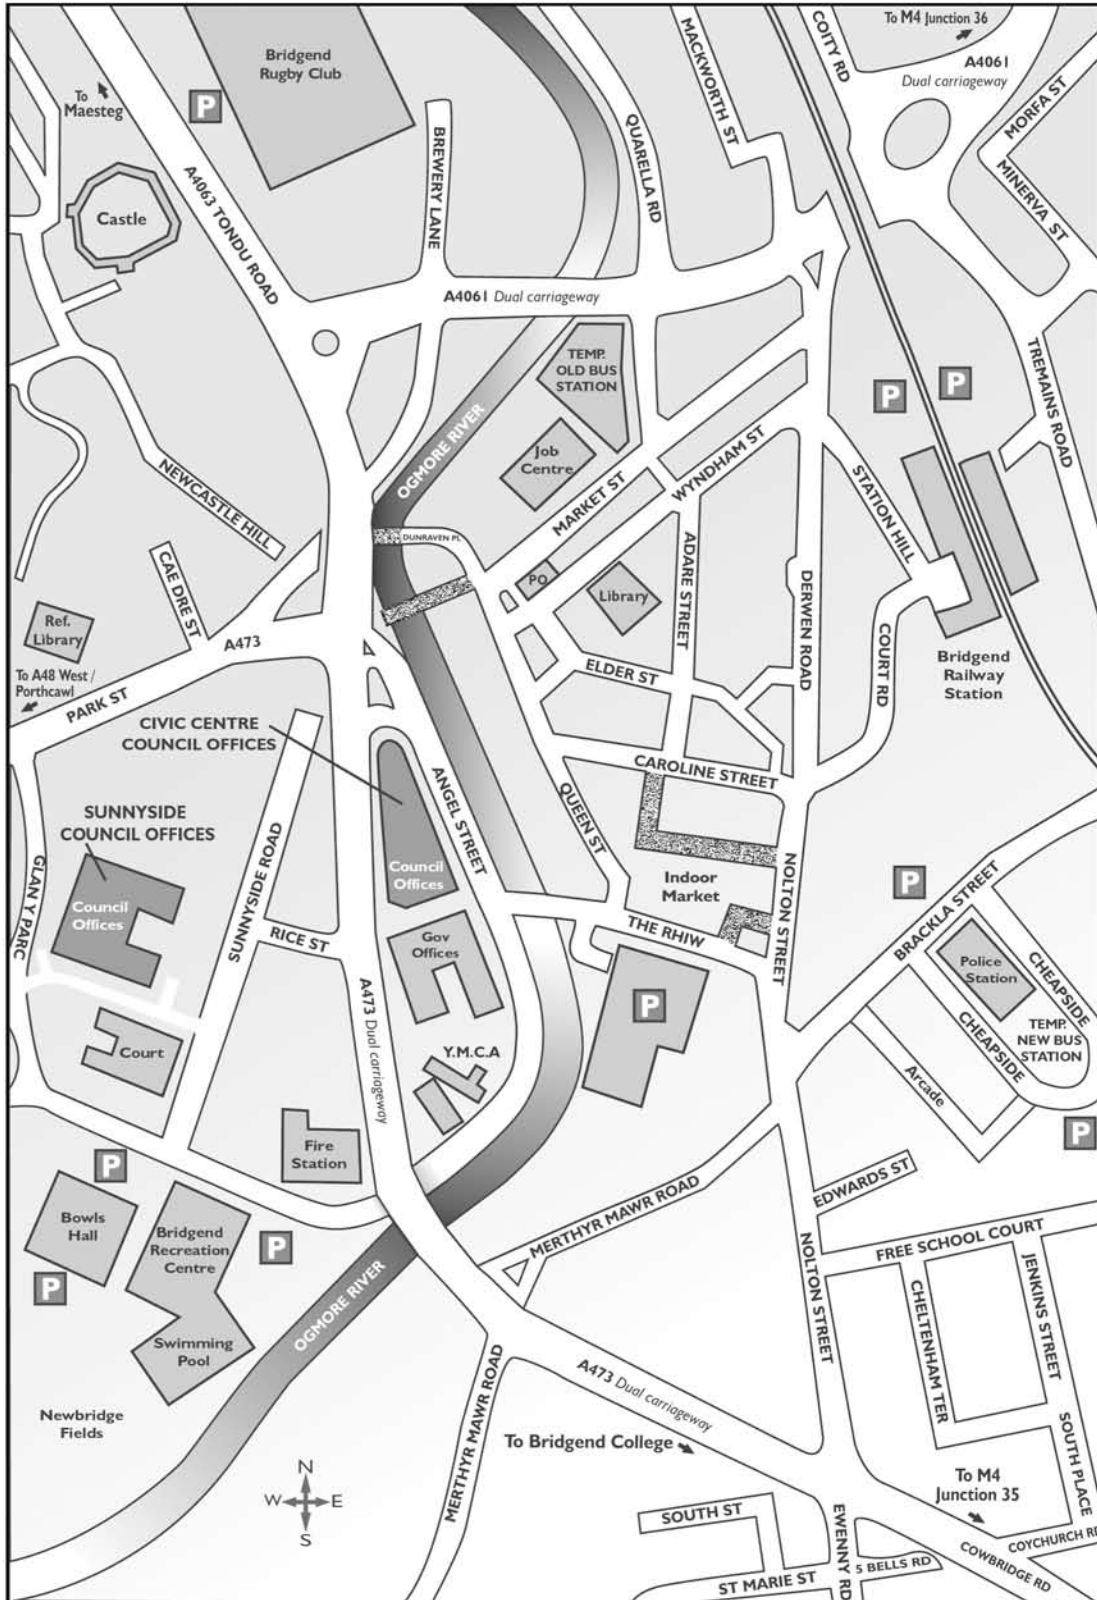 To M4 Junction 36
A4061
Dual carriageway
COITY RD
MACKWORTH ST
Bridgend
Rugby Club
To
Maesteg
P
QUARELLA RD
MORFA ST
MINERVA ST
BREWERY LANE
A4063 TONDU ROAD
Castle
A4061 Dual carriageway
TEMP.
OLD BUS
STATION
TREMAINS ROAD
P
P
OGMORE RIVER
Job
Centre
MARKET ST
WYNDHAM ST
STATION HILL
NEWCASTLE HILL
DUNRAVEN PL
CAE DRE ST
PO
Library
ADARE STREET
DERWEN ROAD
COURT RD
Ref.
Library
A473
To A48 West /
Porthcawl
PARK ST
ELDER ST
Bridgend
Railway
Station
CIVIC CENTRE
COUNCIL OFFICES
CAROLINE STREET
ANGEL STREET
QUEEN ST
SUNNYSIDE
COUNCIL OFFICES
SUNNYSIDE ROAD
GLAN Y PARC
Council
Offices
Council
Offices
Indoor
Market
NOLTON STREET
P
BRACKLA STREET
RICE ST
Gov
Offices
THE RHIW
Police
Station
CHEAPSIDE
CHEAPSIDE
TEMP.
NEW BUS
STATION
P
A473 Dual carriageway
Court
Y.M.C.A
Arcade
P
Fire
Station
P
EDWARDS ST
MERTHYR MAWR ROAD
Bowls
Hall
Bridgend
Recreation
Centre
P
P
FREE SCHOOL COURT
NOLTON STREET
CHELTENHAM TER
JENKINS STREET
OGMORE RIVER
Swimming
Pool
A473 Dual carriageway
MERTHYR MAWR ROAD
Newbridge
Fields
To Bridgend College
SOUTH PLACE
N
W E
S
To M4
Junction 35
SOUTH ST
EWENNY RD
COYCHURCH RD
COWBRIDGE RD
5 BELLS RD
ST MARIE ST